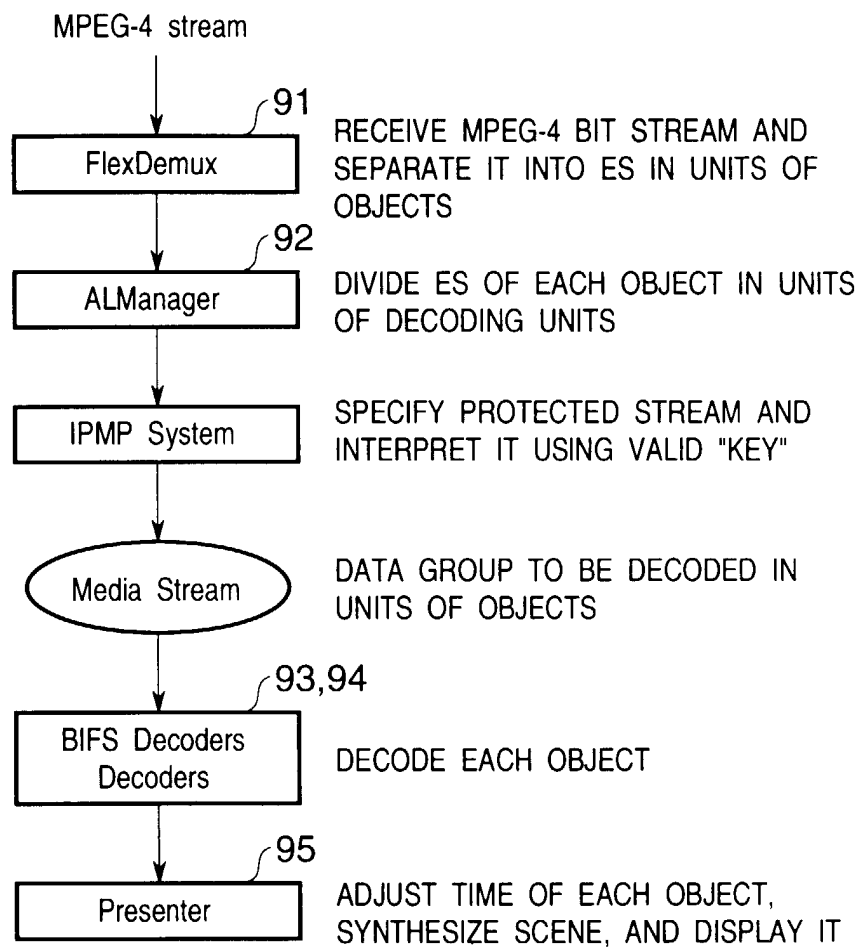 MPEG-4 stream
91
FlexDemux
RECEIVE MPEG-4 BIT STREAM AND
SEPARATE IT INTO ES IN UNITS OF
OBJECTS
92
ALManager
DIVIDE ES OF EACH OBJECT IN UNITS
OF DECODING UNITS
IPMP System
SPECIFY PROTECTED STREAM AND
INTERPRET IT USING VALID "KEY"
Media Stream
DATA GROUP TO BE DECODED IN
UNITS OF OBJECTS
93,94
BIFS Decoders
Decoders
DECODE EACH OBJECT
95
Presenter
ADJUST TIME OF EACH OBJECT,
SYNTHESIZE SCENE, AND DISPLAY IT